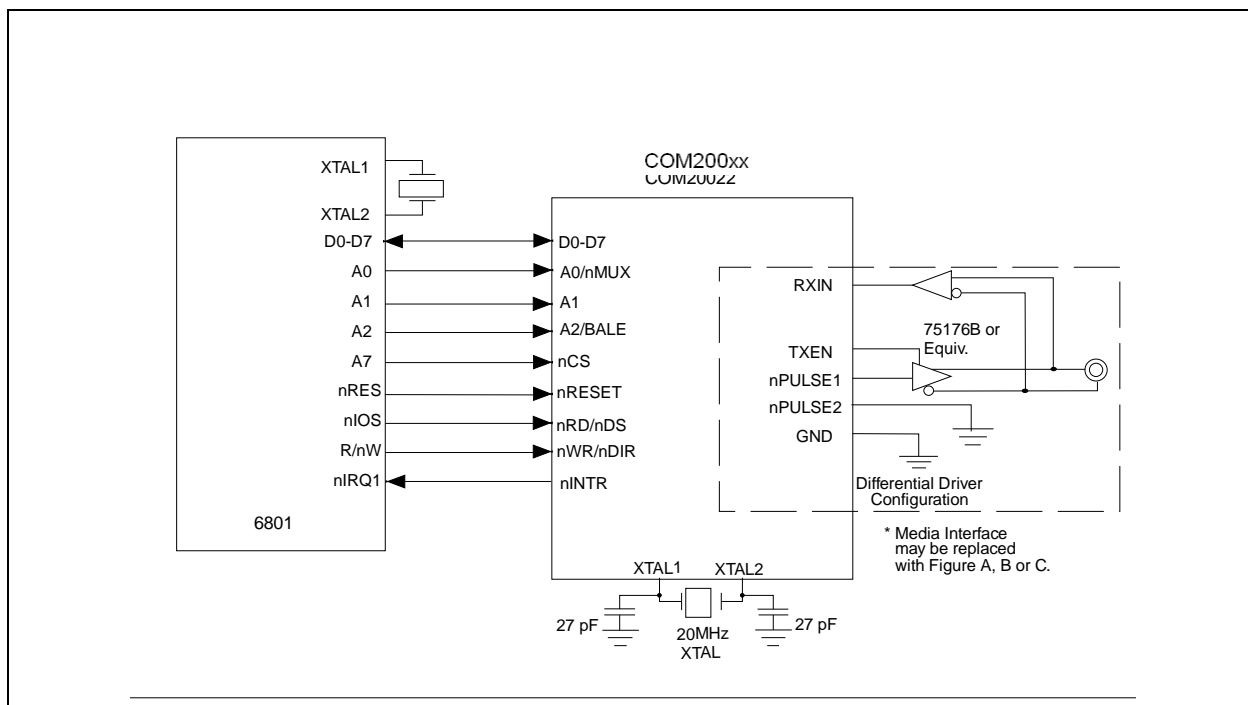 XTAL1
XTAL2
D0-D7
A0
A1
A2
A7
nRES
nIOS
R/nW
nIRQ1
6801
COM200xx
COM20022
D0-D7
A0/nMUX
A1
A2/BALE
nCS
nRESET
nRD/nDS
nWR/nDIR
nINTR
RXIN
TXEN
nPULSE1
nPULSE2
GND
75176B or
Equiv.
Differential Driver
Configuration
* Media Interface
may be replaced
with Figure A, B or C.
XTAL1
XTAL2
27 pF
20MHz
XTAL
27 pF